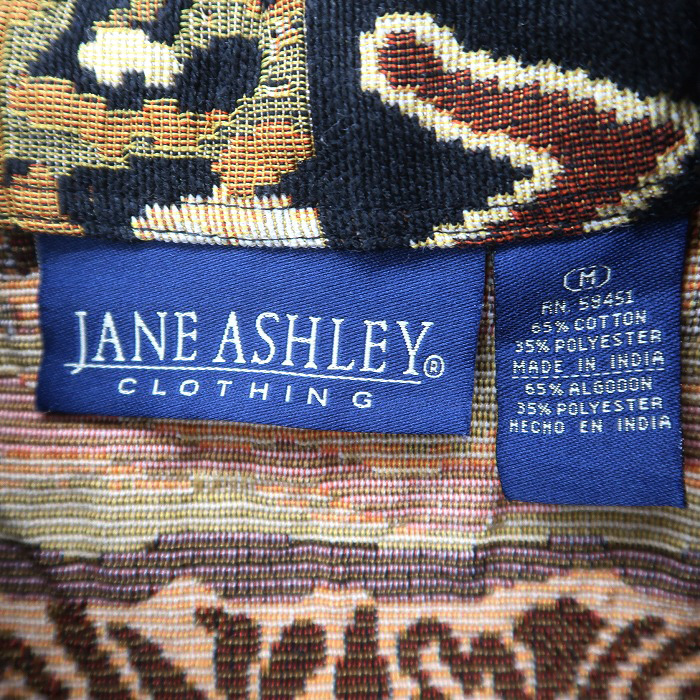 JANE ASHLEY®
CLOTHING
M
RN 59451
65% COTTON
35% POLYESTER
MADE IN INDIA
65% ALGODON
35% POLYESTER
HECHO EN INDIA